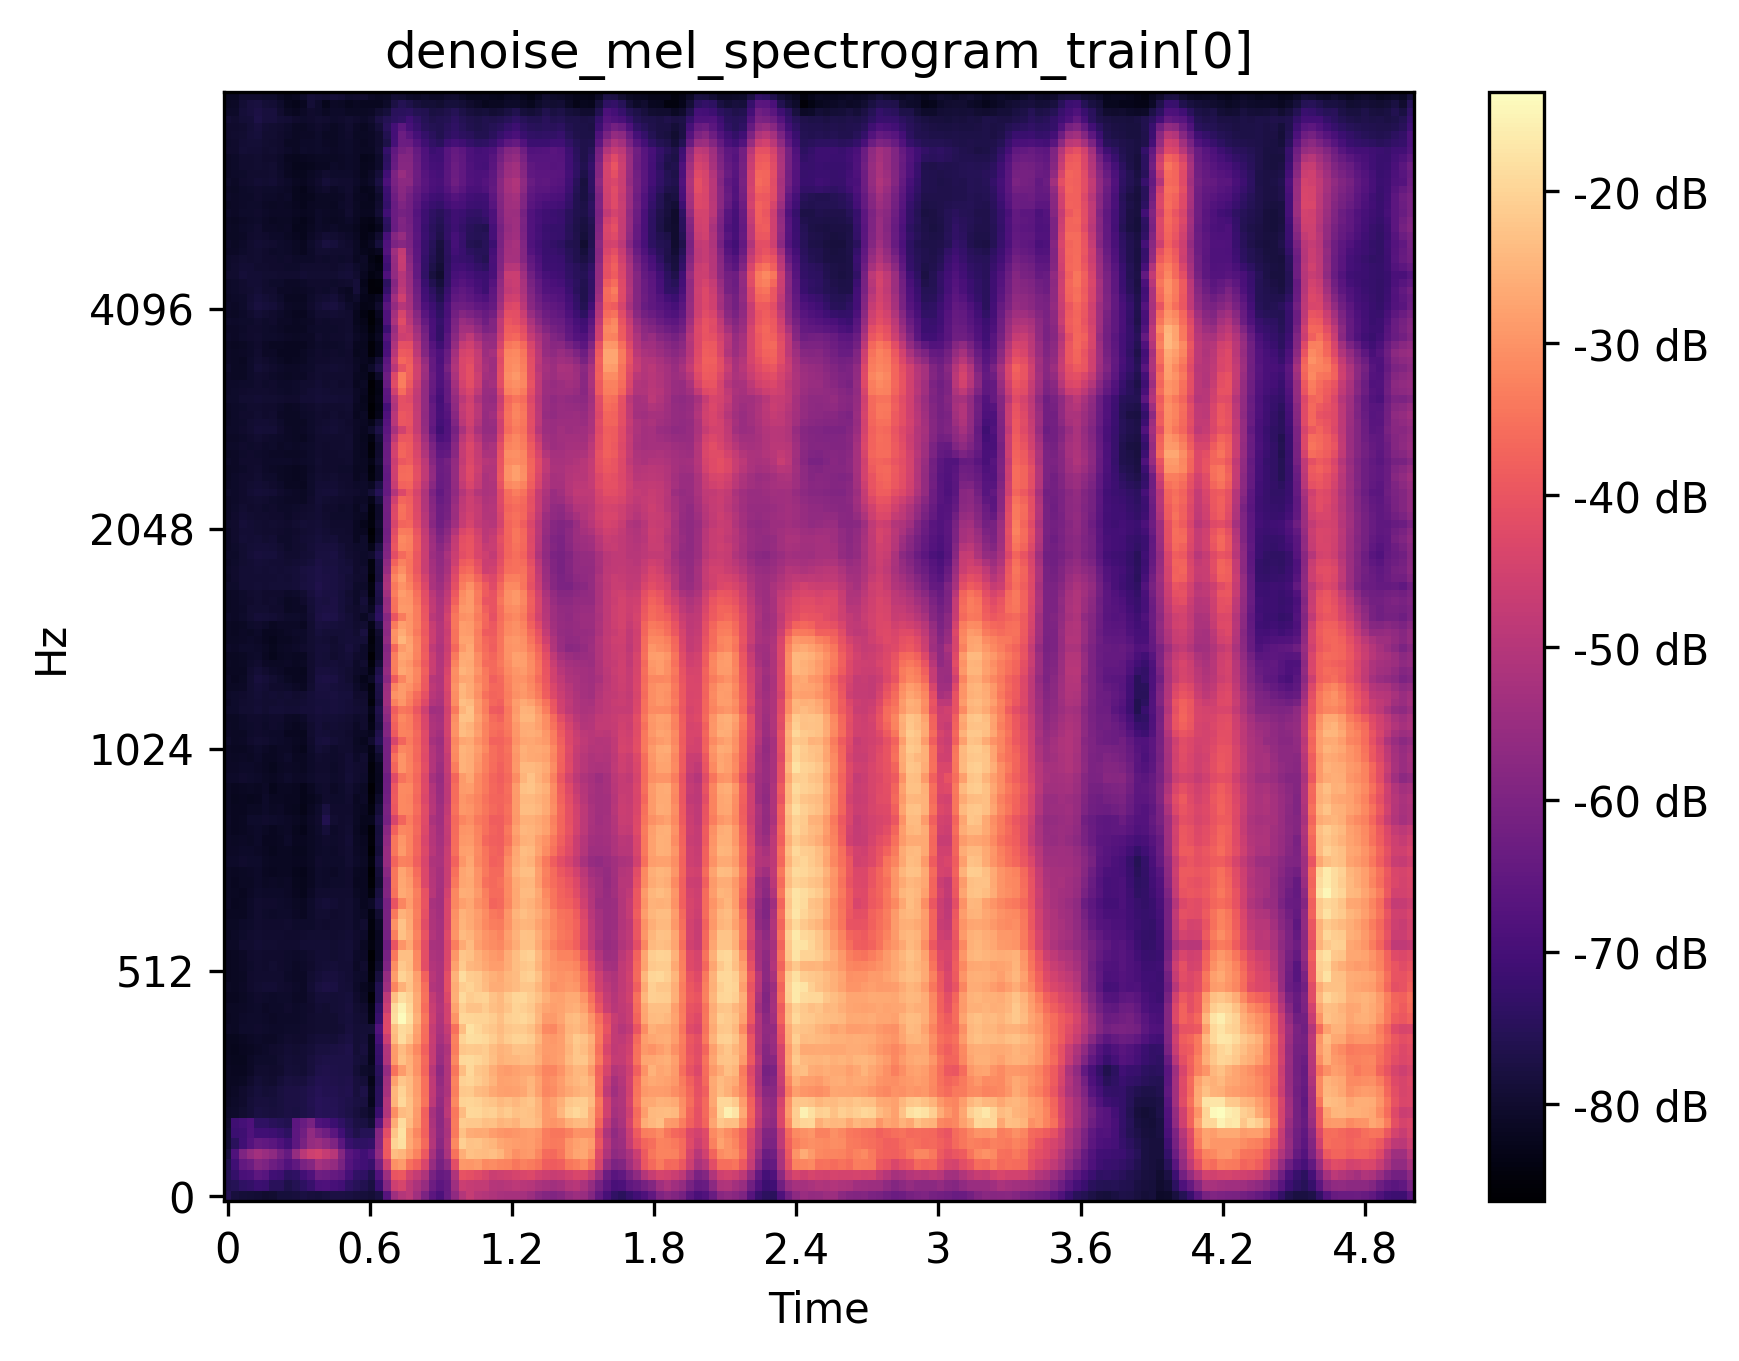 denoise_mel_spectrogram_train[0]
Hz
4096
2048
1024
512
0
0 0.6 1.2 1.8 2.4 3 3.6 4.2 4.8
Time
-20 dB
-30 dB
-40 dB
-50 dB
-60 dB
-70 dB
-80 dB